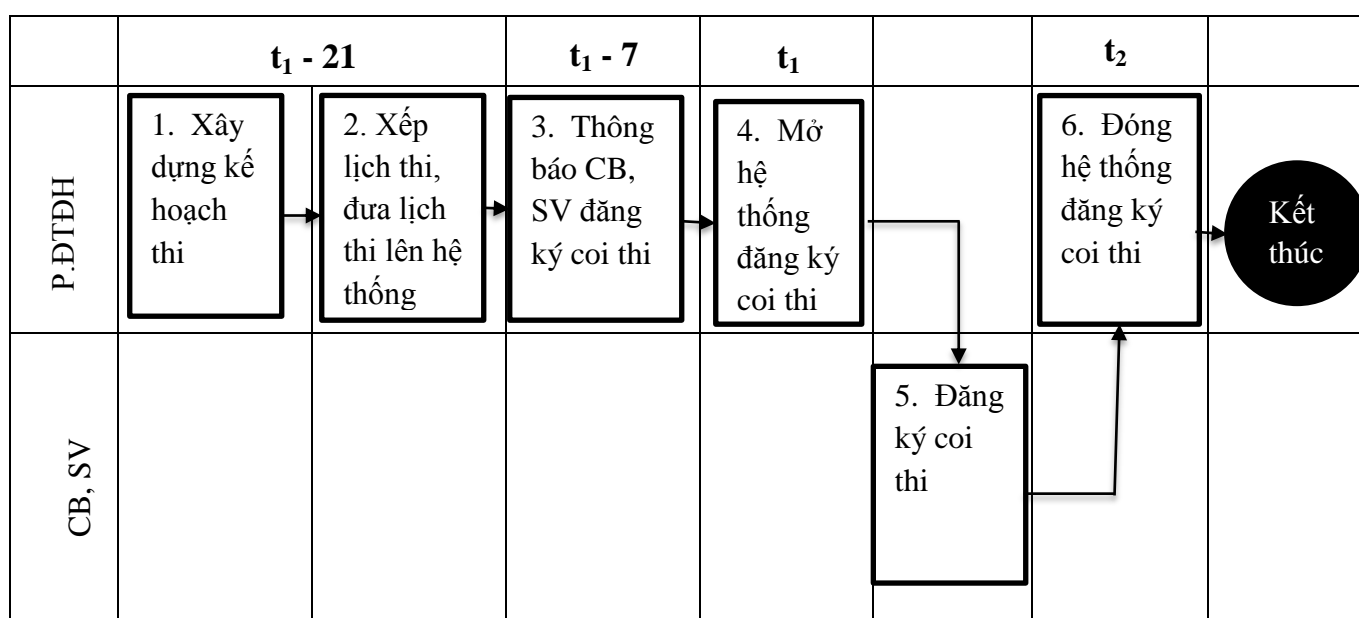 t₁ - 21
t₁ - 7
t₁
t₂
P.ĐTĐH
1. Xây
dựng kế
hoạch
thi
2. Xếp
lịch thi,
đưa lịch
thi lên hệ
thống
3. Thông
báo CB,
SV đăng
ký coi thi
4. Mở
hệ
thống
đăng ký
coi thi
6. Đóng
hệ thống
đăng ký
coi thi
Kết
thúc
CB, SV
5. Đăng
ký coi
thi